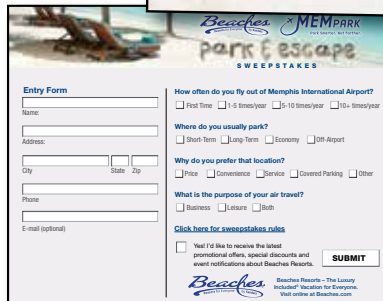 Beaches
MEMPARK
Park Smarter. Get Further.
park & escape
SWEEPSTAKES
Entry Form
Name:
Address:
City State Zip
Phone
E-mail (optional)
How often do you fly out of Memphis International Airport?
First Time 1-5 times/year 5-10 times/year 10+ times/year
Where do you usually park?
Short-Term Long-Term Economy Off-Airport
Why do you prefer that location?
Price Convenience Service Covered Parking Other
What is the purpose of your air travel?
Business Leisure Both
Click here for sweepstakes rules
Yes! I'd like to receive the latest
promotional offers, special discounts and
event notifications about Beaches Resorts.
SUBMIT
Beaches
Beaches Resorts – The Luxury
Included® Vacation for Everyone.
Visit online at Beaches.com